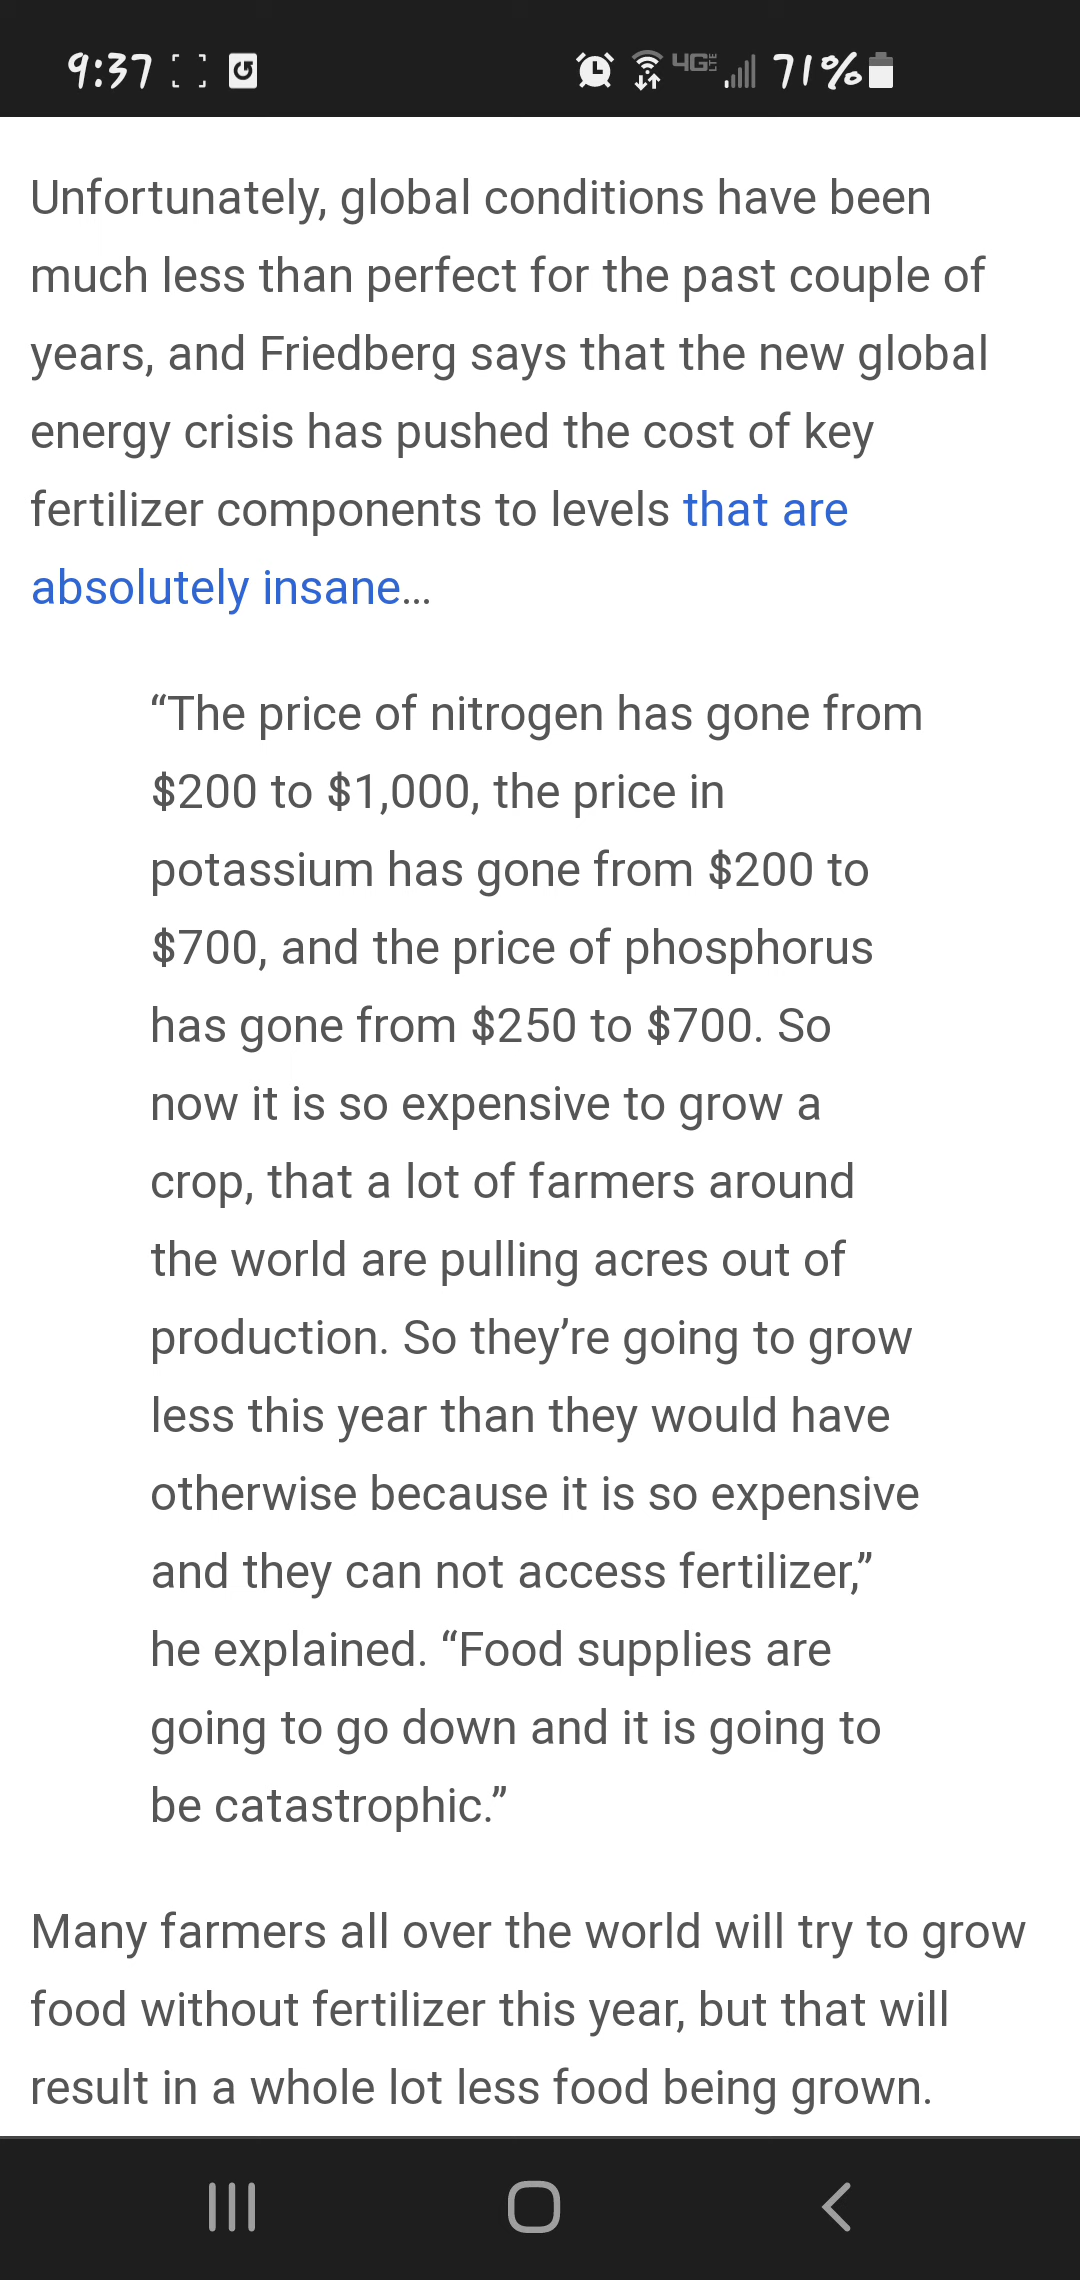 9:37
4G LTE 71%
Unfortunately, global conditions have been
much less than perfect for the past couple of
years, and Friedberg says that the new global
energy crisis has pushed the cost of key
fertilizer components to levels that are
absolutely insane…
“The price of nitrogen has gone from
$200 to $1,000, the price in
potassium has gone from $200 to
$700, and the price of phosphorus
has gone from $250 to $700. So
now it is so expensive to grow a
crop, that a lot of farmers around
the world are pulling acres out of
production. So they’re going to grow
less this year than they would have
otherwise because it is so expensive
and they can not access fertilizer,”
he explained. “Food supplies are
going to go down and it is going to
be catastrophic.”
Many farmers all over the world will try to grow
food without fertilizer this year, but that will
result in a whole lot less food being grown.